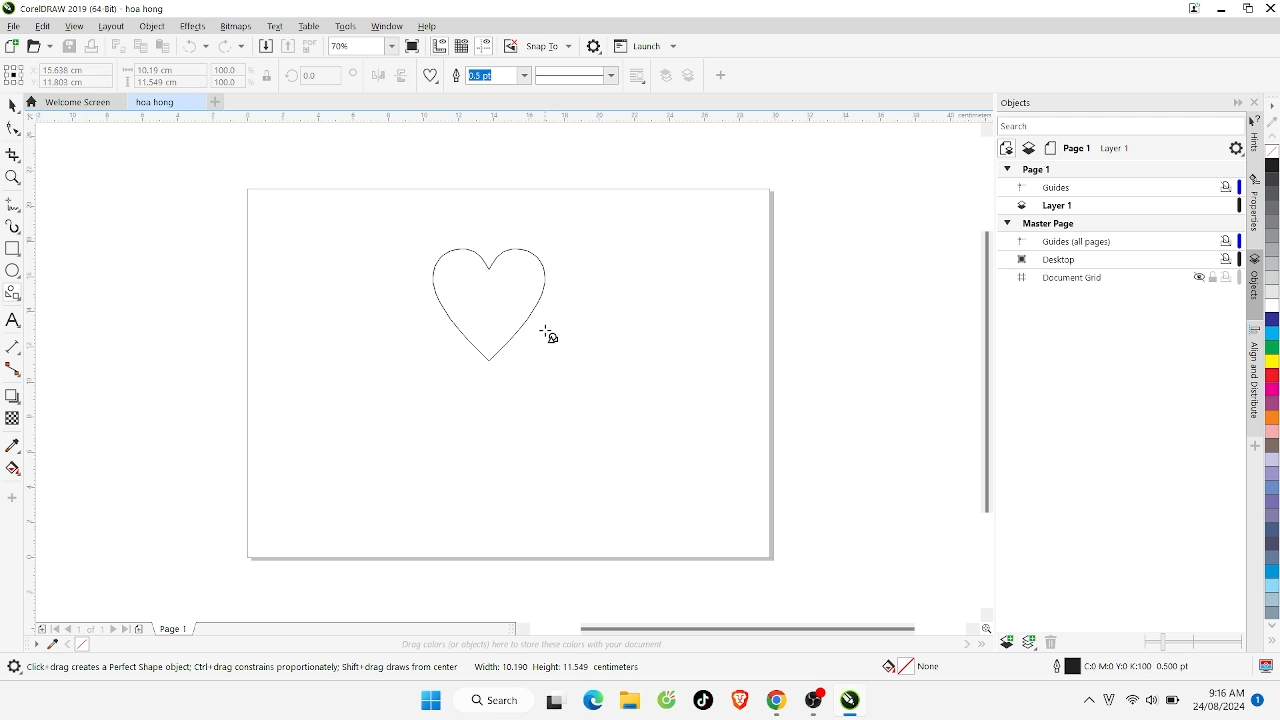 CorelDRAW 2019 (64-Bit) - hoa hong
File Edit View Layout Object Effects Bitmaps Text Table Tools Window Help
70% Snap To Launch
X: 15.638 cm 10.19 cm 100.0 % 0.0 0.5 pt
Y: 11.803 cm 11.549 cm 100.0 %
Welcome Screen hoa hong
centimeters
Objects
Search
Page 1 Layer 1
Page 1
Guides
Layer 1
Master Page
Guides (all pages)
Desktop
Document Grid
Hints
Properties
Objects
Align and Distribute
1 of 1 Page 1
Drag colors (or objects) here to store these colors with your document
Click+drag creates a Perfect Shape object; Ctrl+drag constrains proportionately; Shift+drag draws from center Width: 10.190 Height: 11.549 centimeters None C:0 M:0 Y:0 K:100 0.500 pt
Search
9:16 AM
24/08/2024
1